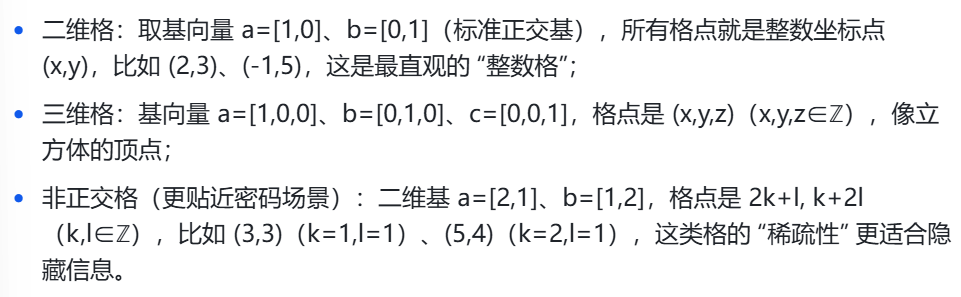 • 二维格：取基向量 a=[1,0]、b=[0,1]（标准正交基），所有格点就是整数坐标点
(x,y)，比如 (2,3)、(-1,5)，这是最直观的 “整数格”；
• 三维格：基向量 a=[1,0,0]、b=[0,1,0]、c=[0,0,1]，格点是 (x,y,z)（x,y,z∈ℤ），像立
方体的顶点；
• 非正交格（更贴近密码场景）：二维基 a=[2,1]、b=[1,2]，格点是 2k+l, k+2l
（k,l∈ℤ），比如 (3,3)（k=1,l=1）、(5,4)（k=2,l=1），这类格的 “稀疏性” 更适合隐
藏信息。